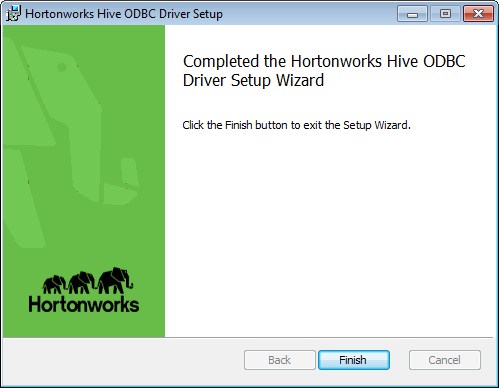 Hortonworks Hive ODBC Driver Setup
Completed the Hortonworks Hive ODBC
Driver Setup Wizard
Click the Finish button to exit the Setup Wizard.
Hortonworks
Back
Finish
Cancel